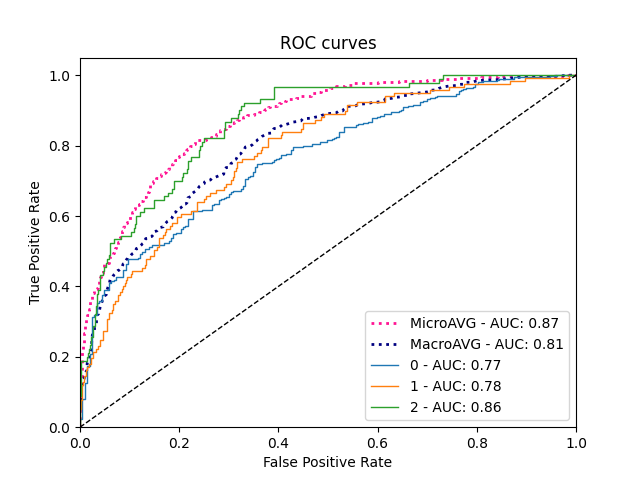 ROC curves
True Positive Rate
1.0
0.8
0.6
0.4
0.2
0.0
MicroAVG - AUC: 0.87
MacroAVG - AUC: 0.81
0 - AUC: 0.77
1 - AUC: 0.78
2 - AUC: 0.86
0.0 0.2 0.4 0.6 0.8 1.0
False Positive Rate